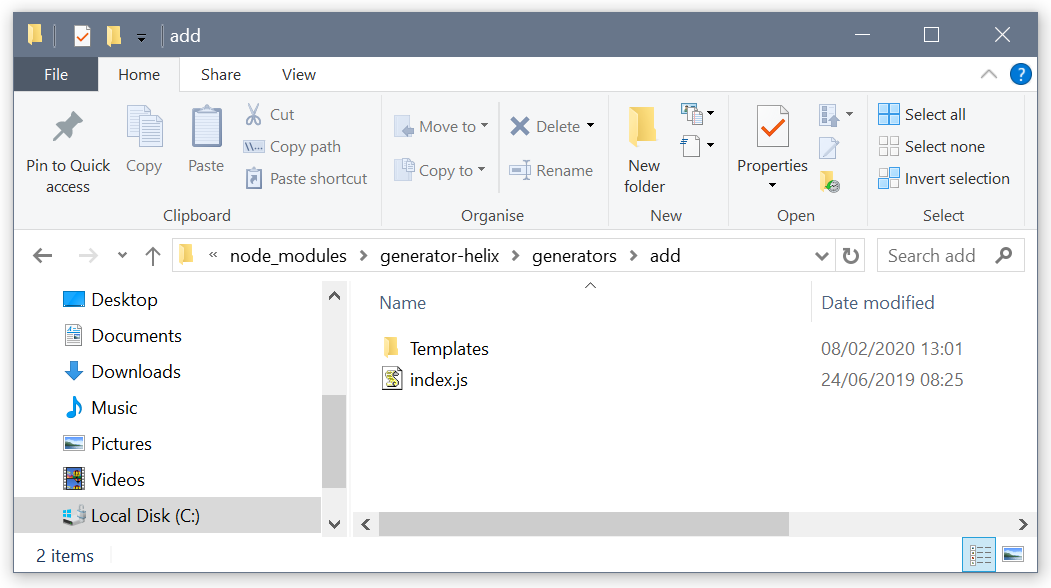 add
File Home Share View
?
Pin to Quick access
Copy
Paste
Cut
Copy path
Paste shortcut
Clipboard
Move to
Copy to
Delete
Rename
Organise
New folder
New
Properties
Open
Select all
Select none
Invert selection
Select
« node_modules > generator-helix > generators > add
Search add
Desktop
Documents
Downloads
Music
Pictures
Videos
Local Disk (C:)
Name Date modified
Templates 08/02/2020 13:01
index.js 24/06/2019 08:25
2 items